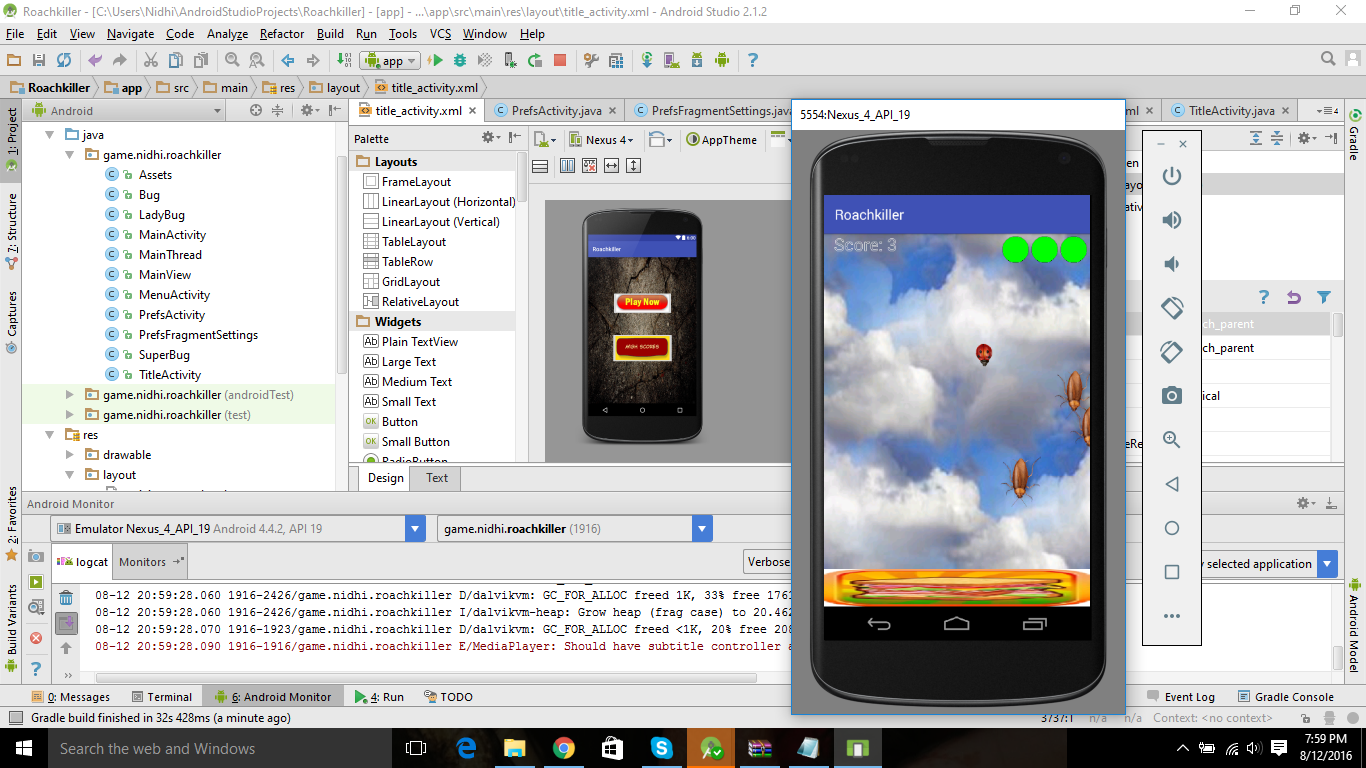 Roachkiller - [C:\Users\Nidhi\AndroidStudioProjects\Roachkiller] - [app] - ...\app\src\main\res\layout\title_activity.xml - Android Studio 2.1.2
File Edit View Navigate Code Analyze Refactor Build Run Tools VCS Window Help
app
Roachkiller app src main res layout title_activity.xml
1: Project
7: Structure
Captures
2: Favorites
Build Variants
Android
java
game.nidhi.roachkiller
Assets
Bug
LadyBug
MainActivity
MainThread
MainView
MenuActivity
PrefsActivity
PrefsFragmentSettings
SuperBug
TitleActivity
game.nidhi.roachkiller (androidTest)
game.nidhi.roachkiller (test)
res
drawable
layout
title_activity.xml PrefsActivity.java PrefsFragmentSettings.java ml TitleActivity.java
Palette
Layouts
FrameLayout
LinearLayout (Horizontal)
LinearLayout (Vertical)
TableLayout
TableRow
GridLayout
RelativeLayout
Widgets
Plain TextView
Large Text
Medium Text
Small Text
Button
Small Button
RadioButton
Design Text
Nexus 4 AppTheme
6:00
Roachkiller
Play Now
HIGH SCORES
5554:Nexus_4_API_19
Roachkiller
Score: 3
en
ayo
ativ
ch_parent
ch_parent
ical
eRe
Gradle
Android Model
Android Monitor
Emulator Nexus_4_API_19 Android 4.4.2, API 19 game.nidhi.roachkiller (1916)
logcat Monitors Verbose y selected application
08-12 20:59:28.060 1916-2426/game.nidhi.roachkiller D/dalvikvm: GC_FOR_ALLOC freed 1K, 33% free 1761
08-12 20:59:28.060 1916-2426/game.nidhi.roachkiller I/dalvikvm-heap: Grow heap (frag case) to 20.462
08-12 20:59:28.070 1916-1923/game.nidhi.roachkiller D/dalvikvm: GC_FOR_ALLOC freed <1K, 20% free 208
08-12 20:59:28.090 1916-1916/game.nidhi.roachkiller E/MediaPlayer: Should have subtitle controller a
0: Messages Terminal 6: Android Monitor 4: Run TODO Event Log Gradle Console
Gradle build finished in 32s 428ms (a minute ago) 3737:1 n/a n/a Context: <no context>
Search the web and Windows
7:59 PM
8/12/2016